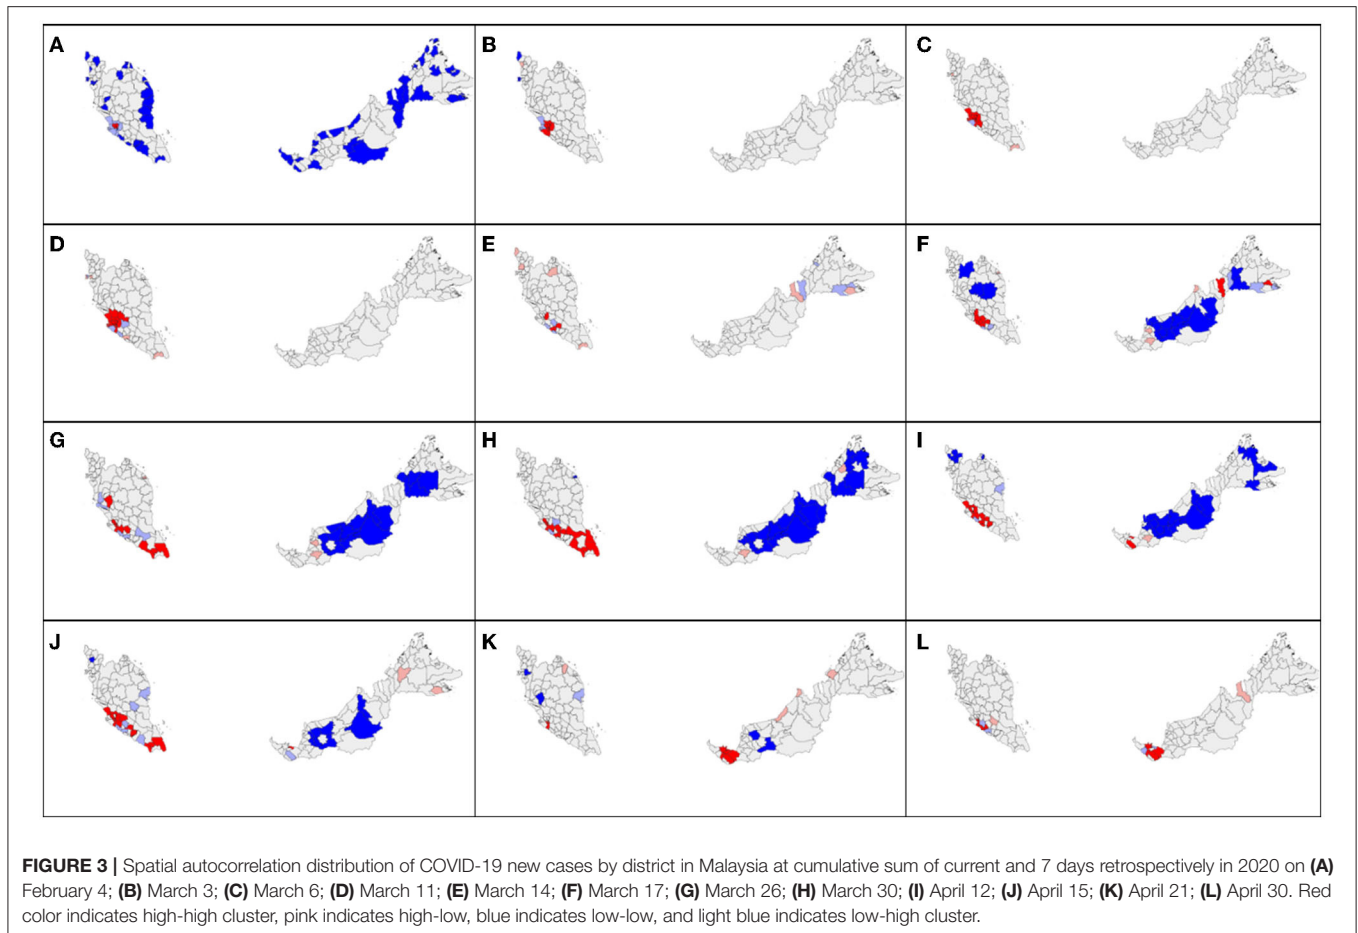 A
B
C
D
E
F
G
H
I
J
K
L
FIGURE 3 | Spatial autocorrelation distribution of COVID-19 new cases by district in Malaysia at cumulative sum of current and 7 days retrospectively in 2020 on (A)
February 4; (B) March 3; (C) March 6; (D) March 11; (E) March 14; (F) March 17; (G) March 26; (H) March 30; (I) April 12; (J) April 15; (K) April 21; (L) April 30. Red
color indicates high-high cluster, pink indicates high-low, blue indicates low-low, and light blue indicates low-high cluster.